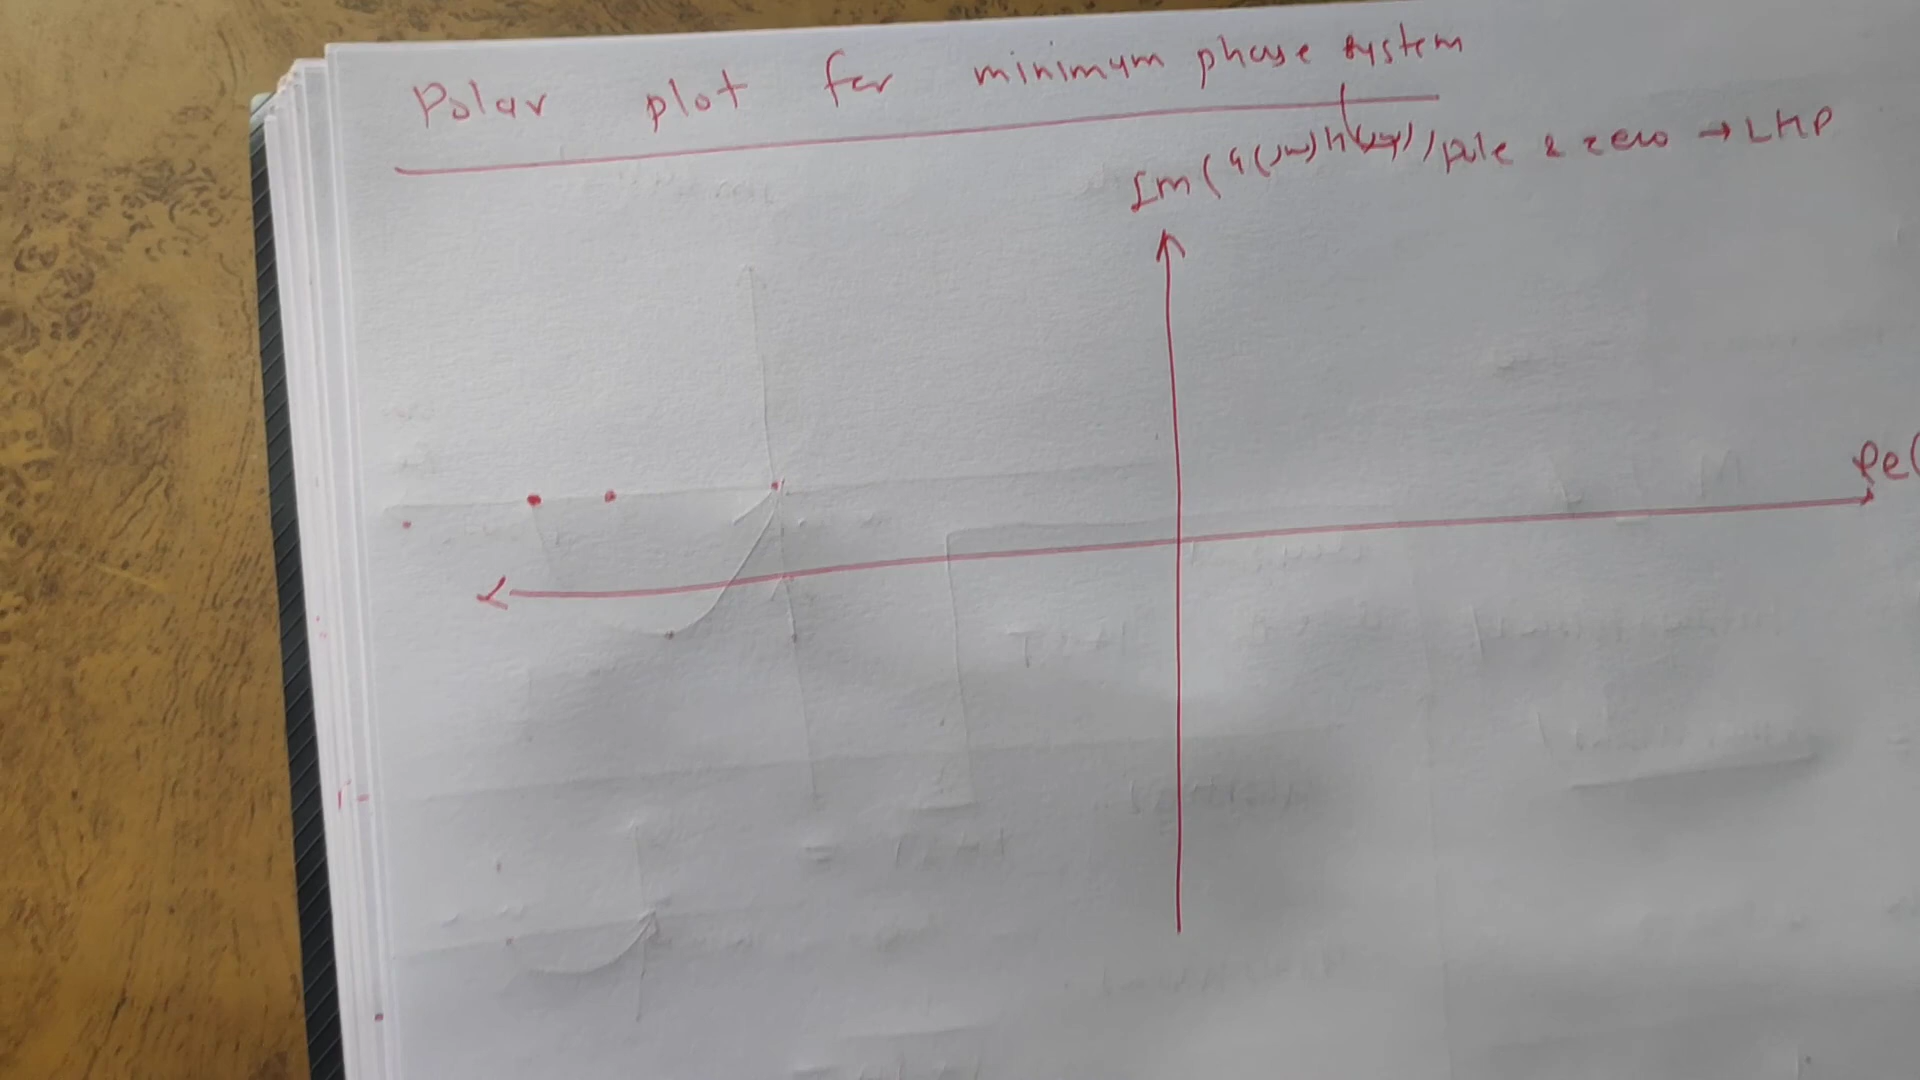 Polar plot for minimum phase system
Im(G(jω)H(jω)) pole & zero → LHP
Re(